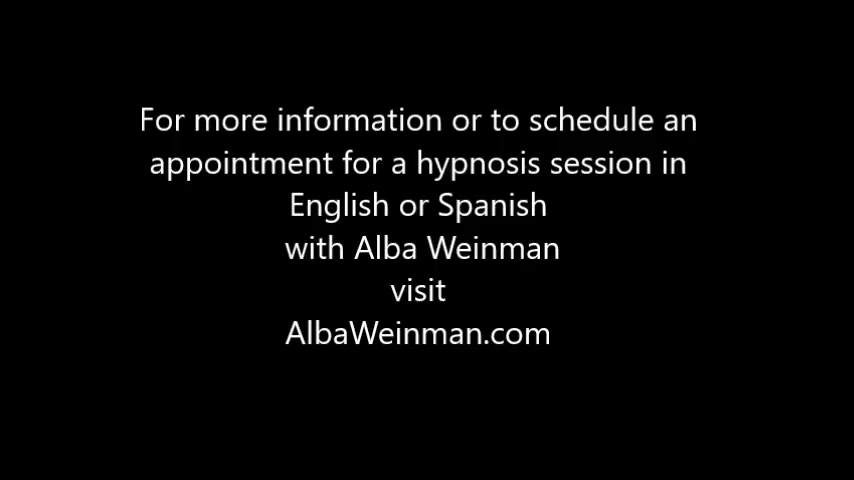 For more information or to schedule an
appointment for a hypnosis session in
English or Spanish
with Alba Weinman
visit
AlbaWeinman.com